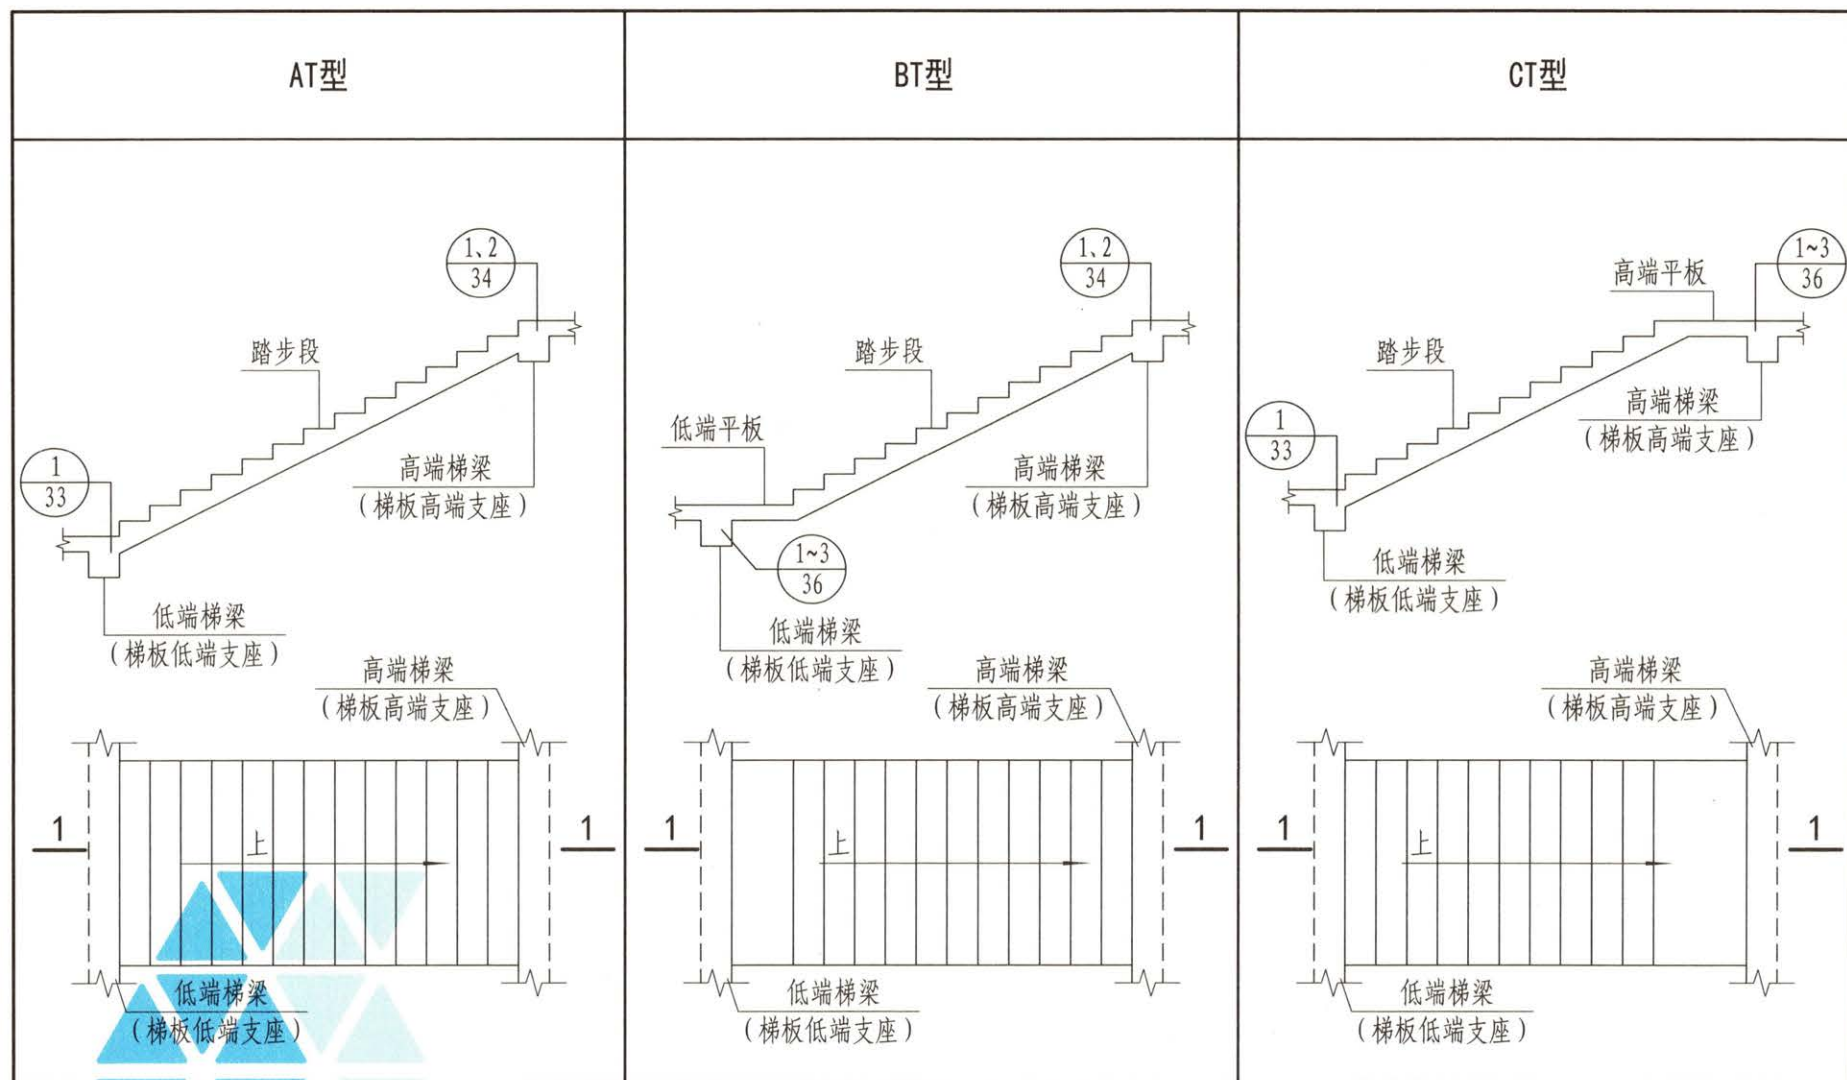 AT型
BT型
CT型
1、2
34
踏步段
1
33
高端梯梁
(梯板高端支座)
低端梯梁
(梯板低端支座)
高端梯梁
(梯板高端支座)
1
上
1
低端梯梁
(梯板低端支座)
1、2
34
踏步段
低端平板
高端梯梁
(梯板高端支座)
1~3
36
低端梯梁
(梯板低端支座)
高端梯梁
(梯板高端支座)
1
上
1
低端梯梁
(梯板低端支座)
1~3
36
高端平板
踏步段
高端梯梁
(梯板高端支座)
1
33
低端梯梁
(梯板低端支座)
高端梯梁
(梯板高端支座)
1
上
1
低端梯梁
(梯板低端支座)